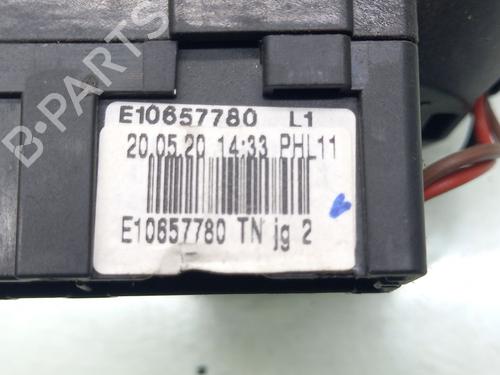 B-PARTS
E10657780 L1
20.05.20 14:33 PHL11
E10657780 TN jg 2